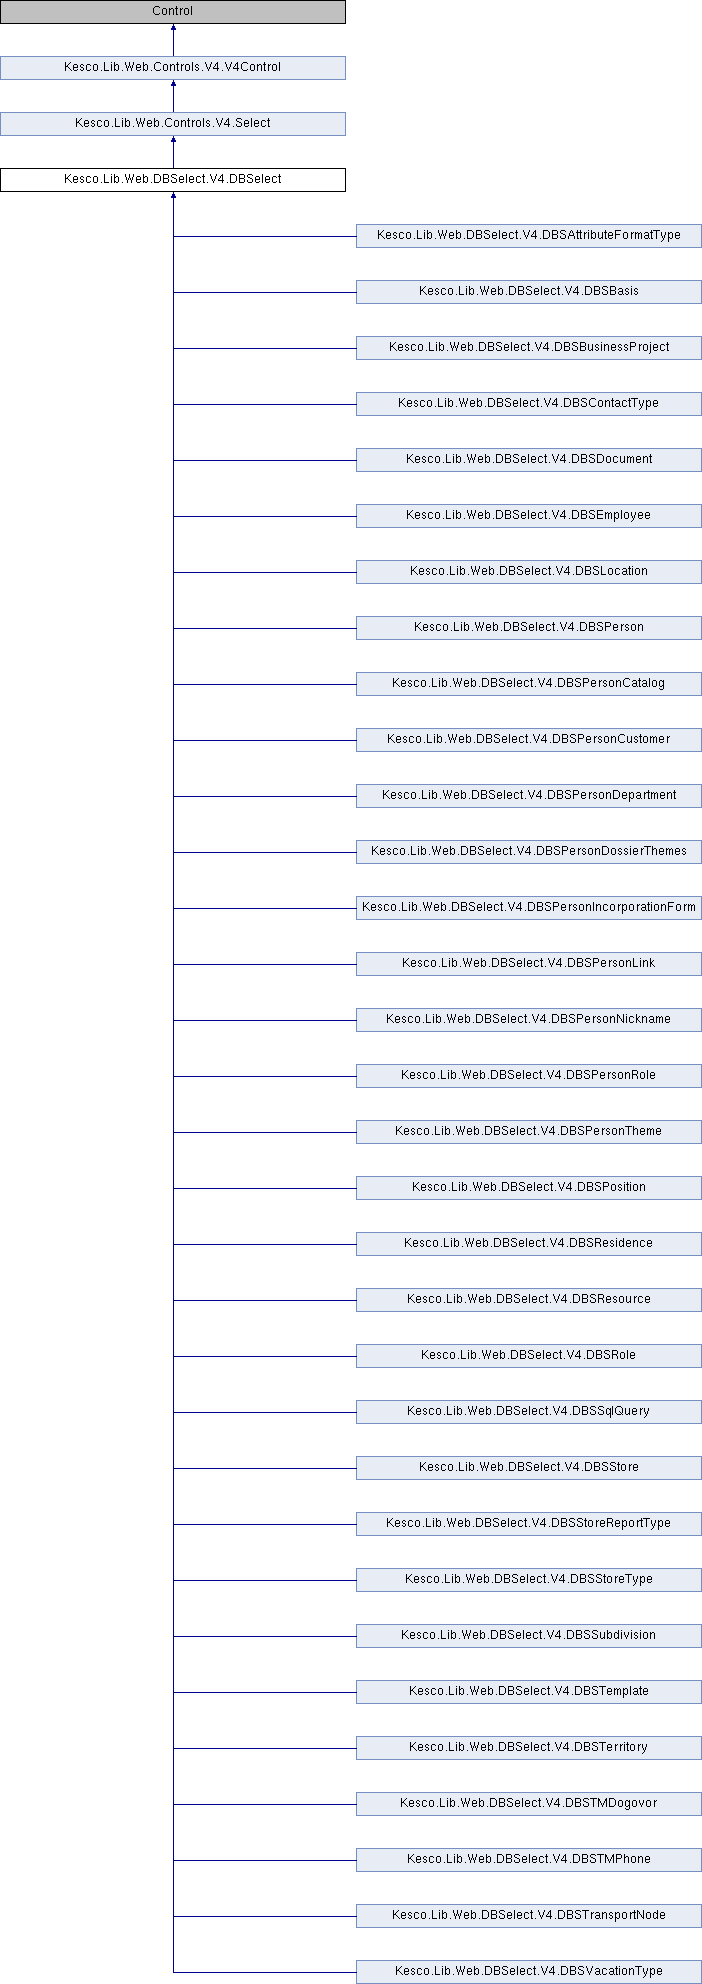 Control
Kesco.Lib.Web.Controls.V4.V4Control
Kesco.Lib.Web.Controls.V4.Select
Kesco.Lib.Web.DBSelect.V4.DBSelect
Kesco.Lib.Web.DBSelect.V4.DBSAttributeFormatType
Kesco.Lib.Web.DBSelect.V4.DBSBasis
Kesco.Lib.Web.DBSelect.V4.DBSBusinessProject
Kesco.Lib.Web.DBSelect.V4.DBSContactType
Kesco.Lib.Web.DBSelect.V4.DBSDocument
Kesco.Lib.Web.DBSelect.V4.DBSEmployee
Kesco.Lib.Web.DBSelect.V4.DBSLocation
Kesco.Lib.Web.DBSelect.V4.DBSPerson
Kesco.Lib.Web.DBSelect.V4.DBSPersonCatalog
Kesco.Lib.Web.DBSelect.V4.DBSPersonCustomer
Kesco.Lib.Web.DBSelect.V4.DBSPersonDepartment
Kesco.Lib.Web.DBSelect.V4.DBSPersonDossierThemes
Kesco.Lib.Web.DBSelect.V4.DBSPersonIncorporationForm
Kesco.Lib.Web.DBSelect.V4.DBSPersonLink
Kesco.Lib.Web.DBSelect.V4.DBSPersonNickname
Kesco.Lib.Web.DBSelect.V4.DBSPersonRole
Kesco.Lib.Web.DBSelect.V4.DBSPersonTheme
Kesco.Lib.Web.DBSelect.V4.DBSPosition
Kesco.Lib.Web.DBSelect.V4.DBSResidence
Kesco.Lib.Web.DBSelect.V4.DBSResource
Kesco.Lib.Web.DBSelect.V4.DBSRole
Kesco.Lib.Web.DBSelect.V4.DBSSqlQuery
Kesco.Lib.Web.DBSelect.V4.DBSStore
Kesco.Lib.Web.DBSelect.V4.DBSStoreReportType
Kesco.Lib.Web.DBSelect.V4.DBSStoreType
Kesco.Lib.Web.DBSelect.V4.DBSSubdivision
Kesco.Lib.Web.DBSelect.V4.DBSTemplate
Kesco.Lib.Web.DBSelect.V4.DBSTerritory
Kesco.Lib.Web.DBSelect.V4.DBSTMDogovor
Kesco.Lib.Web.DBSelect.V4.DBSTMPhone
Kesco.Lib.Web.DBSelect.V4.DBSTransportNode
Kesco.Lib.Web.DBSelect.V4.DBSVacationType